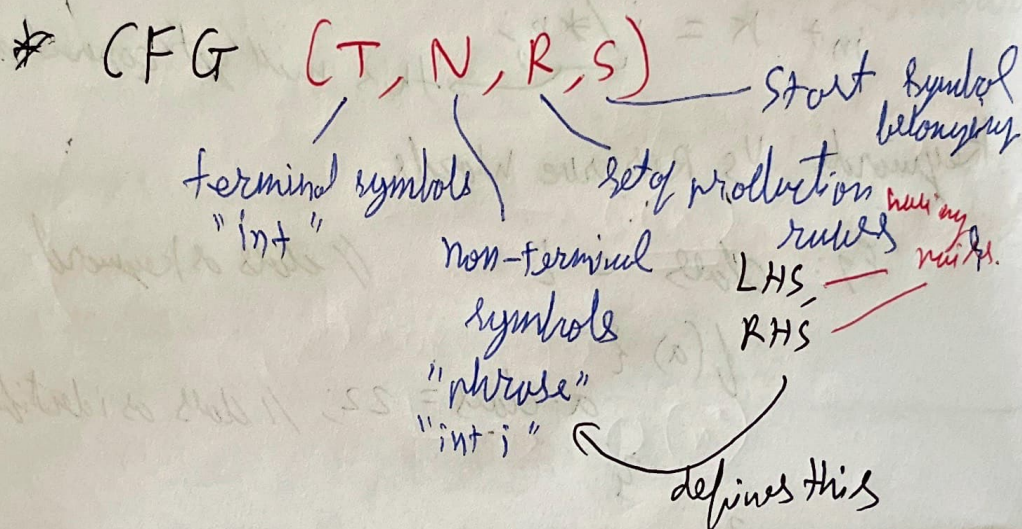 * CFG (T, N, R, S)
start symbol
belonging
terminal symbols
"int"
set of production
rules
having
non-terminal
symbols
"phrase"
"int i"
LHS,
RHS
defines this